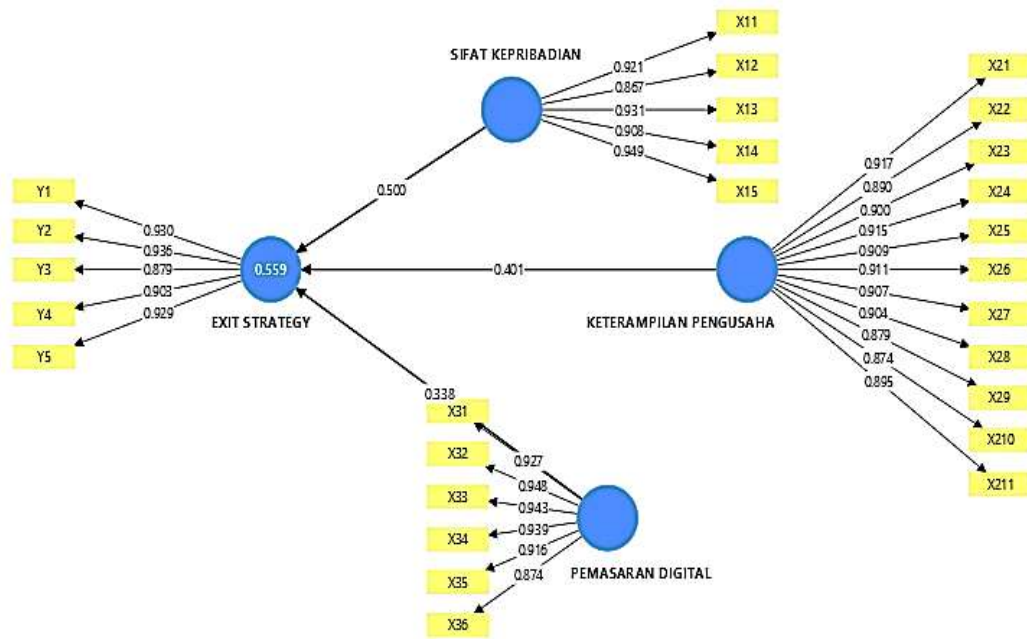 SIFAT KEPRIBADIAN
0.921
0.867
0.931
0.908
0.949
X11
X12
X13
X14
X15
0.500
Y1
Y2
Y3
Y4
Y5
0.930
0.936
0.879
0.903
0.929
0.559
EXIT STRATEGY
0.401
KETERAMPILAN PENGUSAHA
0.917
0.890
0.900
0.915
0.909
0.911
0.907
0.904
0.879
0.874
0.895
X21
X22
X23
X24
X25
X26
X27
X28
X29
X210
X211
0.338
X31
X32
X33
X34
X35
X36
0.927
0.948
0.943
0.939
0.916
0.874
PEMASARAN DIGITAL